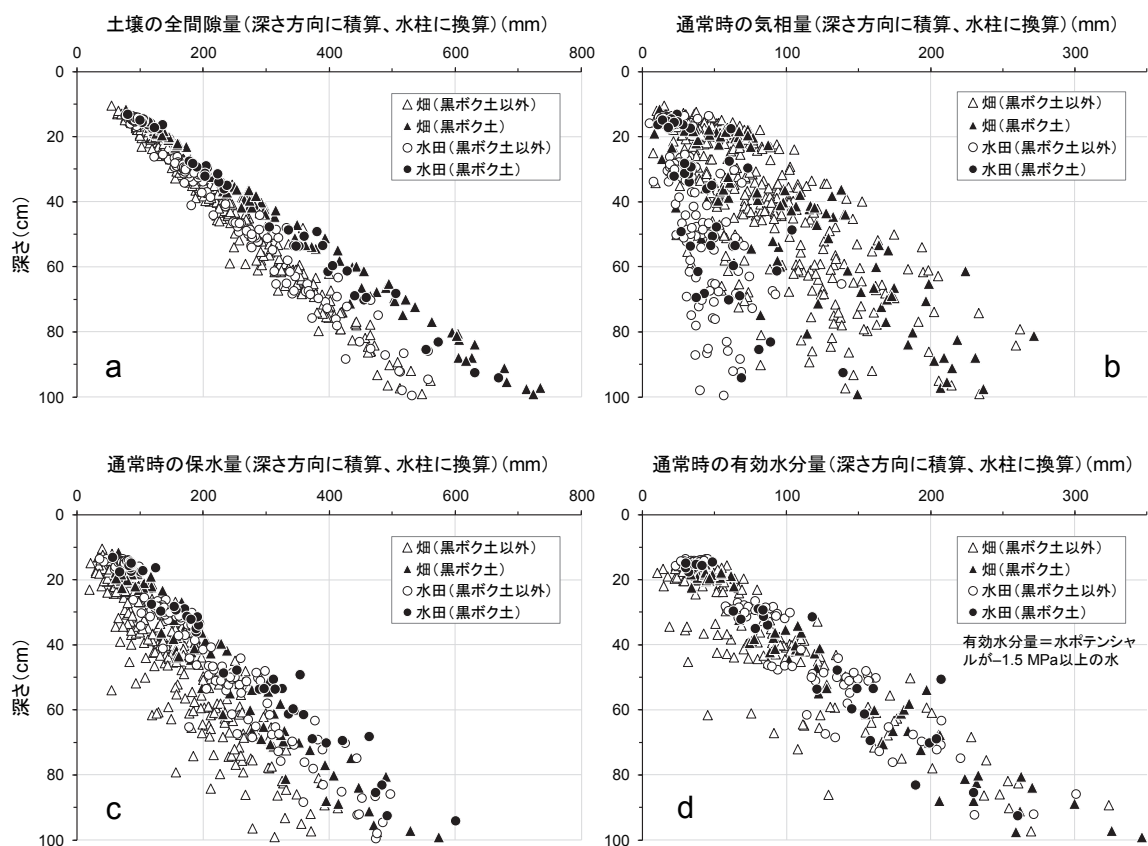 土壌の全間隙量(深さ方向に積算、水柱に換算)(mm)
0 200 400 600 800
0
20
40
60
80
100
深さ(cm)
△畑(黒ボク土以外)
▲畑(黒ボク土)
○水田(黒ボク土以外)
●水田(黒ボク土)
a
通常時の気相量(深さ方向に積算、水柱に換算)(mm)
0 100 200 300
0
20
40
60
80
100
△畑(黒ボク土以外)
▲畑(黒ボク土)
○水田(黒ボク土以外)
●水田(黒ボク土)
b
通常時の保水量(深さ方向に積算、水柱に換算)(mm)
0 200 400 600 800
0
20
40
60
80
100
深さ(cm)
△畑(黒ボク土以外)
▲畑(黒ボク土)
○水田(黒ボク土以外)
●水田(黒ボク土)
c
通常時の有効水分量(深さ方向に積算、水柱に換算)(mm)
0 100 200 300
0
20
40
60
80
100
△畑(黒ボク土以外)
▲畑(黒ボク土)
○水田(黒ボク土以外)
●水田(黒ボク土)
有効水分量=水ポテンシャ
ルが–1.5 MPa以上の水
d